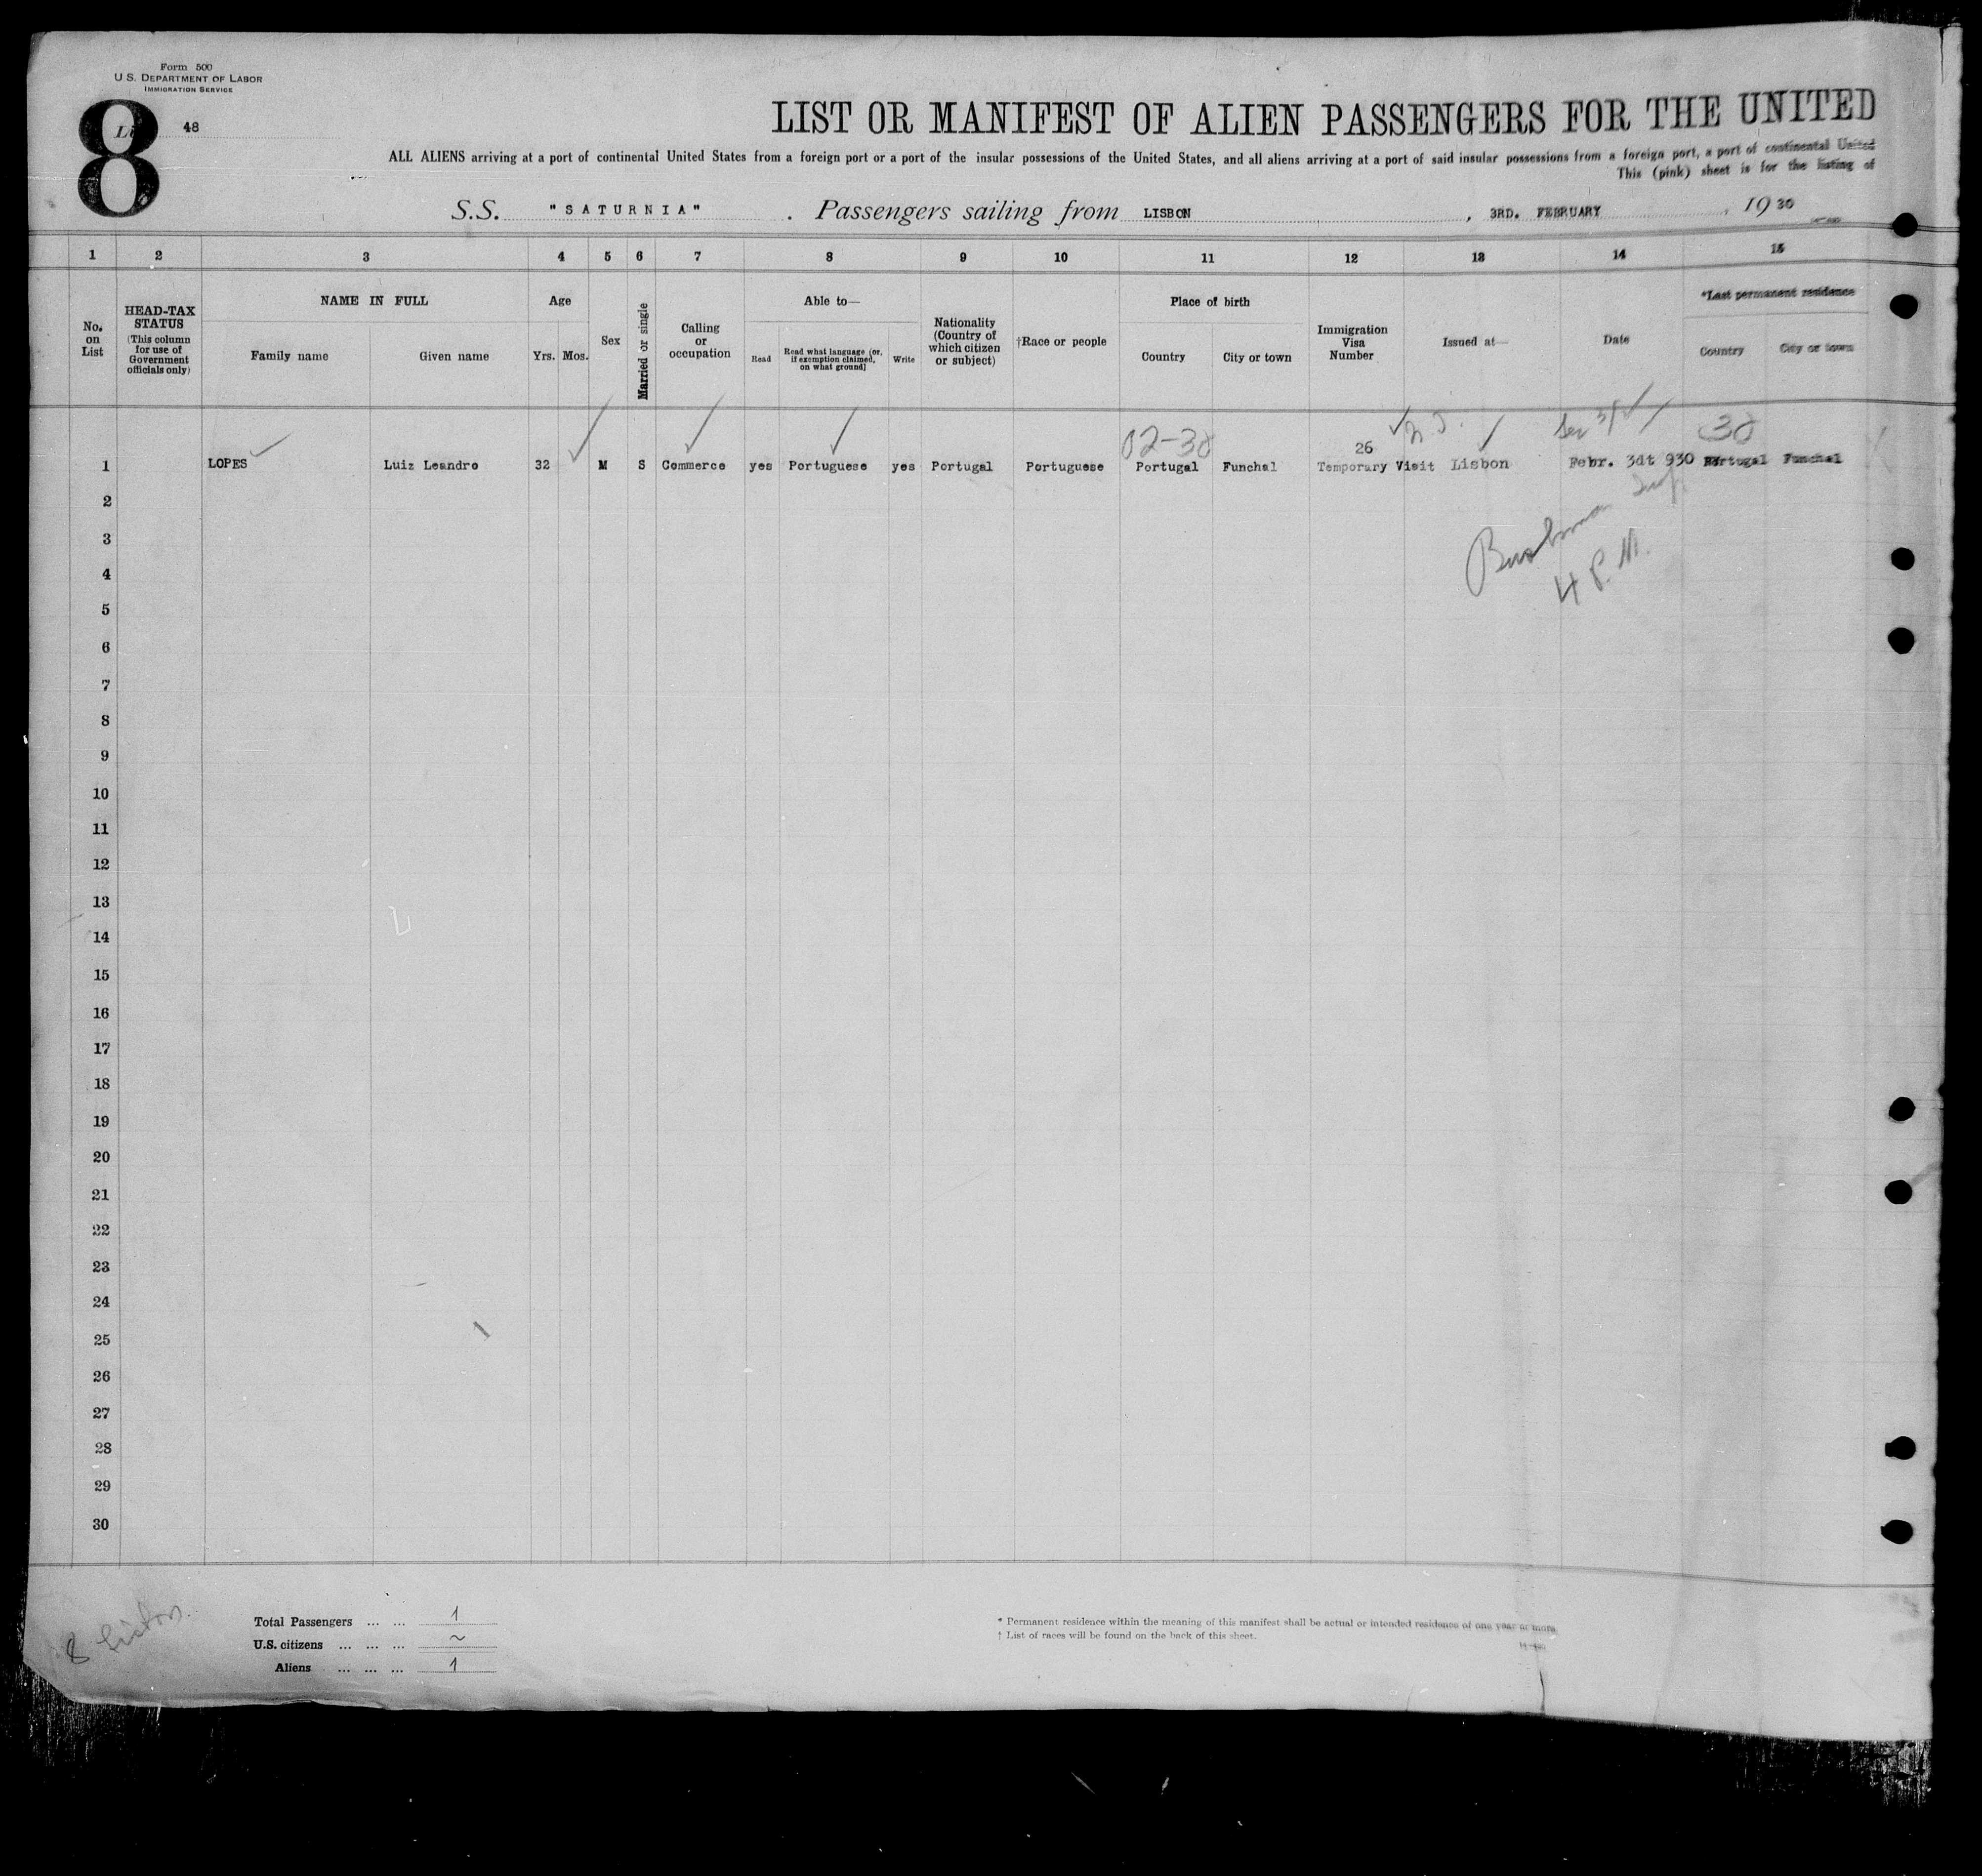 Form 500
U.S. DEPARTMENT OF LABOR
IMMIGRATION SERVICE
8
48
LIST OR MANIFEST OF ALIEN PASSENGERS FOR THE UNITED
ALL ALIENS arriving at a port of continental United States from a foreign port or a port of the insular possessions of the United States, and all aliens arriving at a port of said insular possessions from a foreign port, a port of continental United
This (pink) sheet is for the listing of
S.S. "SATURNIA" . Passengers sailing from LISBON , 3RD. FEBRUARY , 1930
1 2 3 4 5 6 7 8 9 10 11 12 13 14 15
No. on List
HEAD-TAX STATUS
(This column for use of Government officials only)
NAME IN FULL
Family name Given name
Age
Yrs. Mos.
Sex
Married or single
Calling or occupation
Able to—
Read
Read what language (or, if exemption claimed, on what ground)
Write
Nationality (Country of which citizen or subject)
†Race or people
Place of birth
Country City or town
Immigration Visa Number
Issued at—
Date
*Last permanent residence
Country City or town
02-38
26
38
1 LOPES Luiz Leandro 32 M S Commerce yes Portuguese yes Portugal Portuguese Portugal Funchal Temporary Visit Lisbon Febr. 3dt 930 Portugal Funchal
2
3
4 4 P.M.
5
6
7
8
9
10
11
12
13
14
15
16
17
18
19
20
21
22
23
24
25
26
27
28
29
30
8 Lisbon
Total Passengers ... ... 1
U.S. citizens ... ... ... ~
Aliens ... ... ... 1
* Permanent residence within the meaning of this manifest shall be actual or intended residence of one year or more.
† List of races will be found on the back of this sheet.